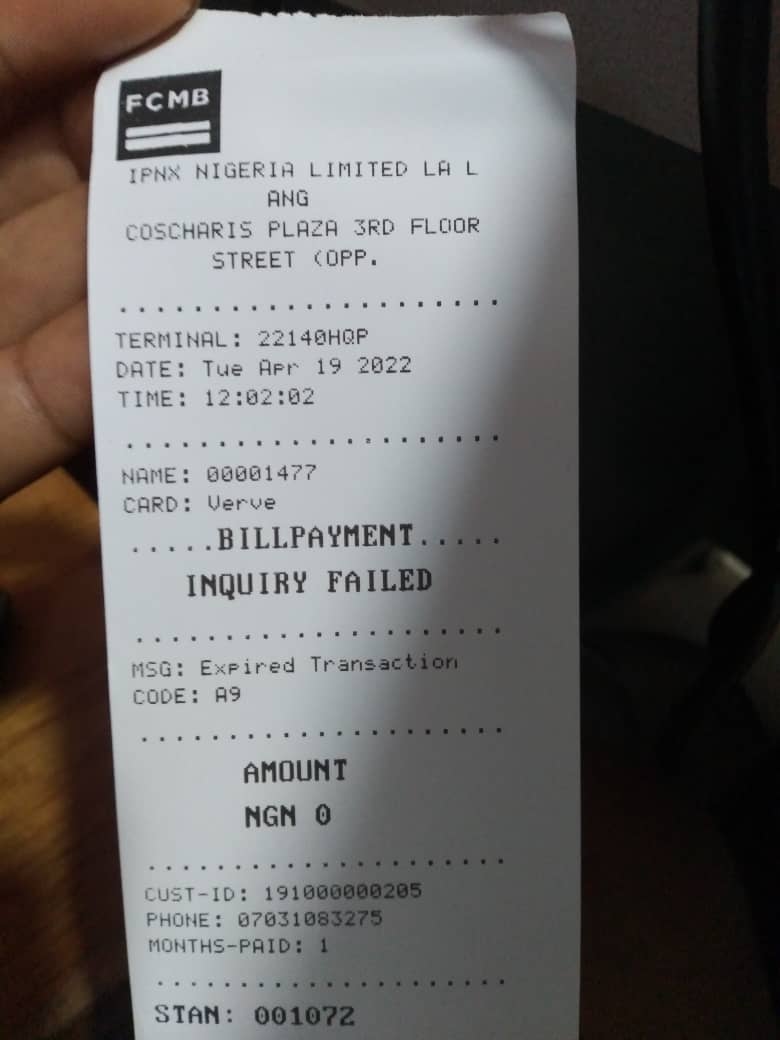 FCMB
IPNX NIGERIA LIMITED LA L
ANG
COSCHARIS PLAZA 3RD FLOOR
STREET (OPP.
......................
TERMINAL: 22140HQP
DATE: Tue Apr 19 2022
TIME: 12:02:02
......................
NAME: 00001477
CARD: Verve
.....BILLPAYMENT.....
INQUIRY FAILED
......................
MSG: Expired Transaction
CODE: A9
......................
AMOUNT
NGN 0
......................
CUST-ID: 191000000205
PHONE: 07031083275
MONTHS-PAID: 1
......................
STAN: 001072